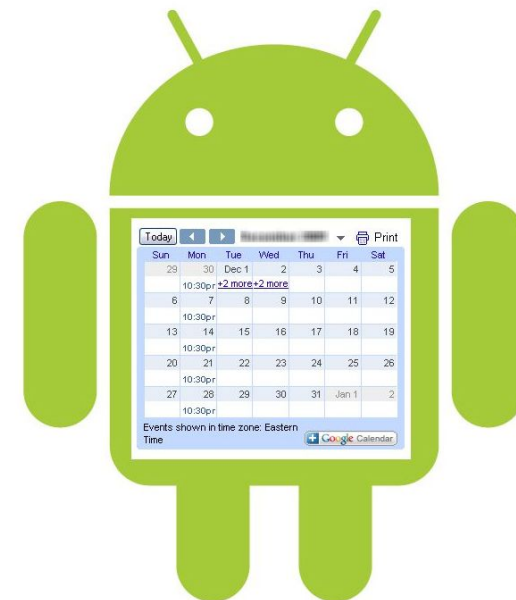 Today Print
Sun Mon Tue Wed Thu Fri Sat
29 30 Dec 1 2 3 4 5
10:30pr +2 more +2 more
6 7 8 9 10 11 12
10:30pr
13 14 15 16 17 18 19
10:30pr
20 21 22 23 24 25 26
10:30pr
27 28 29 30 31 Jan 1 2
10:30pr
Events shown in time zone: Eastern
Time
Google Calendar